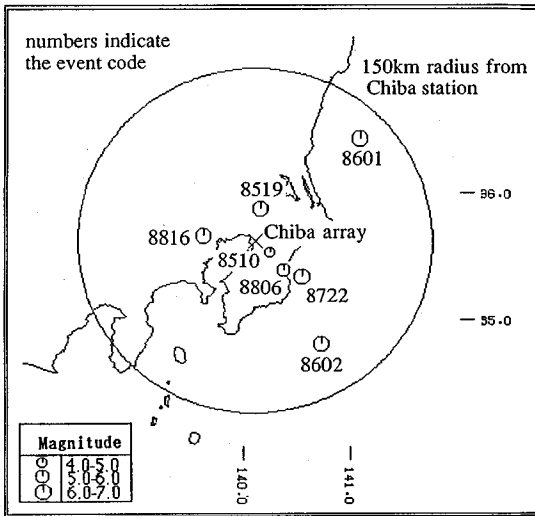 numbers indicate
the event code
150km radius from
Chiba station
8601
8519
96.0
8816
Chiba array
8510
8806
8722
95.0
8602
Magnitude
4.0-5.0
5.0-6.0
6.0-7.0
140.0
141.0